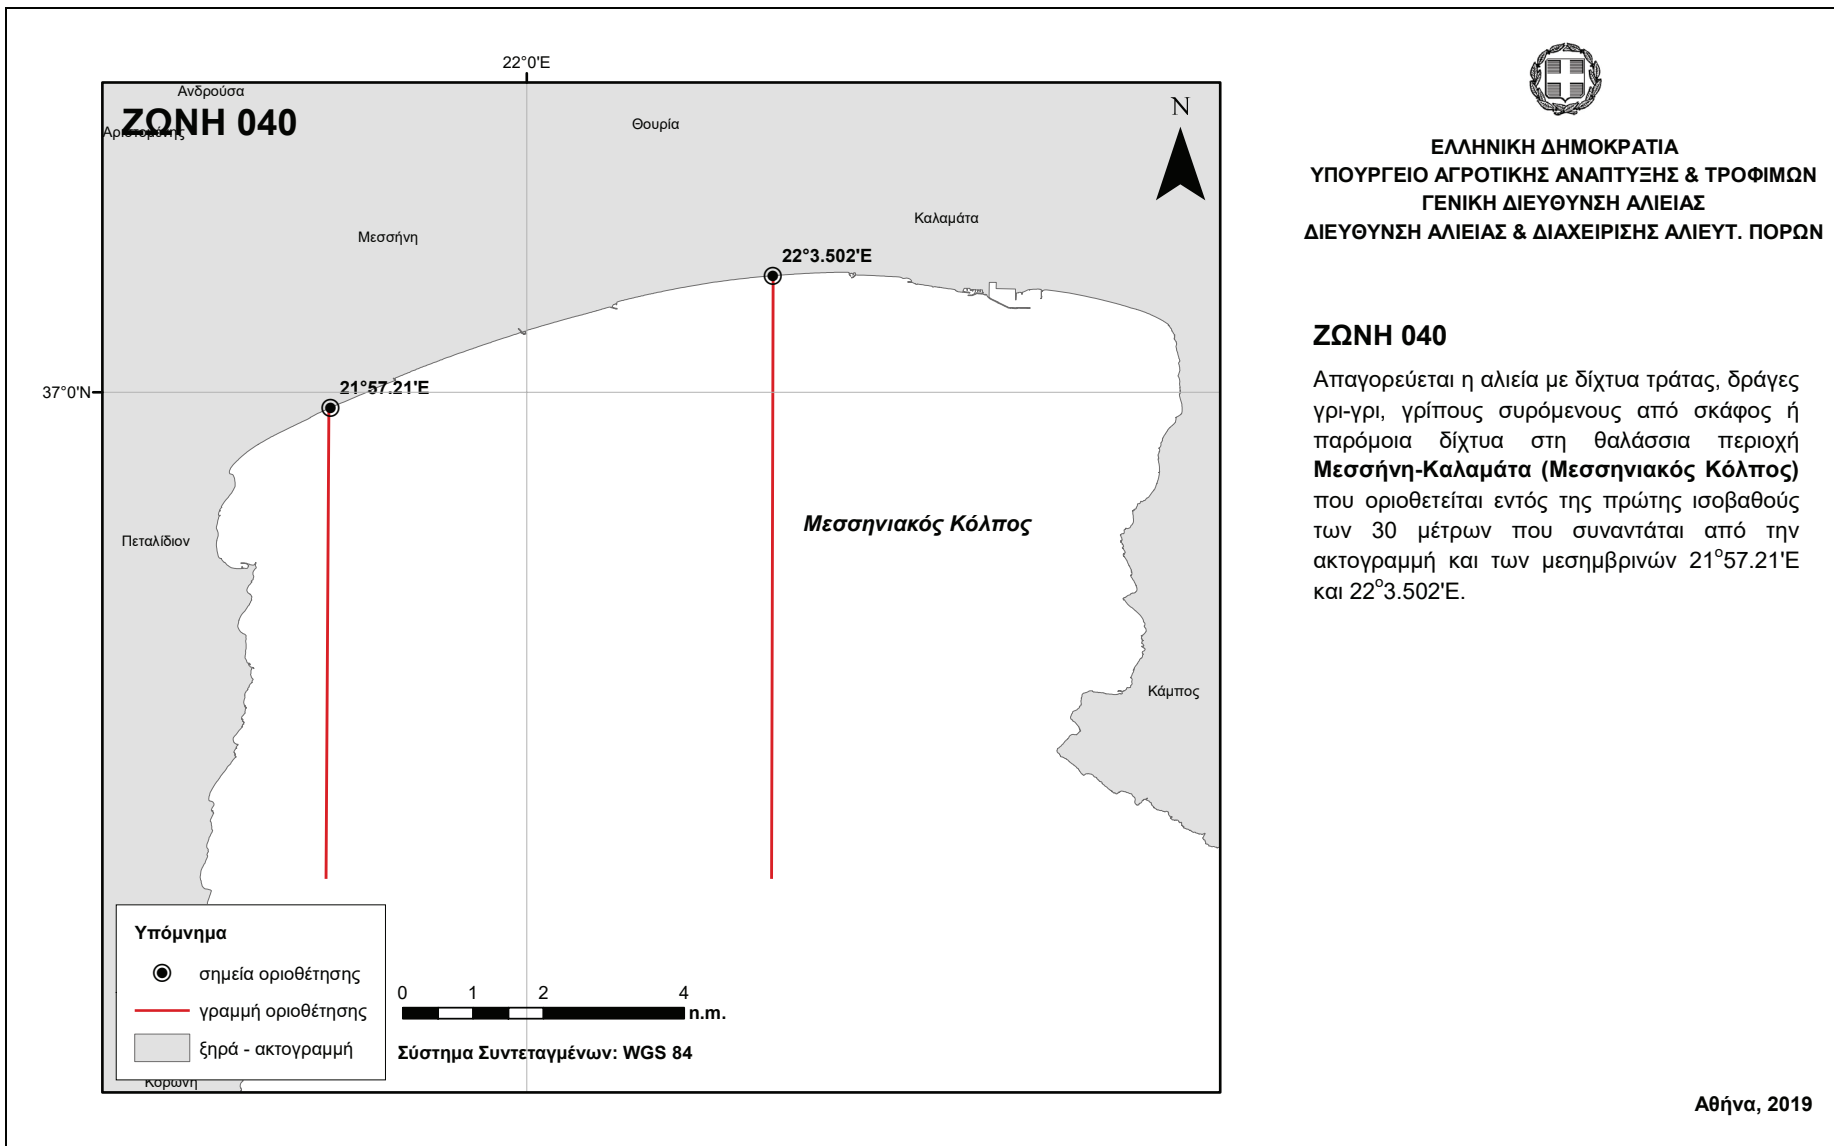 22°0'E
Ανδρούσα
ΖΩΝΗ 040
Αριστομένης
Θουρία
N
Καλαμάτα
Μεσσήνη
22°3.502'E
37°0'N
21°57.21'E
Μεσσηνιακός Κόλπος
Πεταλίδιον
Κάμπος
Υπόμνημα
σημεία οριοθέτησης
γραμμή οριοθέτησης
ξηρά - ακτογραμμή
Κορώνη
0 1 2 4
n.m.
Σύστημα Συντεταγμένων: WGS 84
ΕΛΛΗΝΙΚΗ ΔΗΜΟΚΡΑΤΙΑ
ΥΠΟΥΡΓΕΙΟ ΑΓΡΟΤΙΚΗΣ ΑΝΑΠΤΥΞΗΣ & ΤΡΟΦΙΜΩΝ
ΓΕΝΙΚΗ ΔΙΕΥΘΥΝΣΗ ΑΛΙΕΙΑΣ
ΔΙΕΥΘΥΝΣΗ ΑΛΙΕΙΑΣ & ΔΙΑΧΕΙΡΙΣΗΣ ΑΛΙΕΥΤ. ΠΟΡΩΝ
ΖΩΝΗ 040
Απαγορεύεται η αλιεία με δίχτυα τράτας, δράγες
γρι-γρι, γρίπους συρόμενους από σκάφος ή
παρόμοια δίχτυα στη θαλάσσια περιοχή
Μεσσήνη-Καλαμάτα (Μεσσηνιακός Κόλπος)
που οριοθετείται εντός της πρώτης ισοβαθούς
των 30 μέτρων που συναντάται από την
ακτογραμμή και των μεσημβρινών 21°57.21'E
και 22°3.502'E.
Αθήνα, 2019